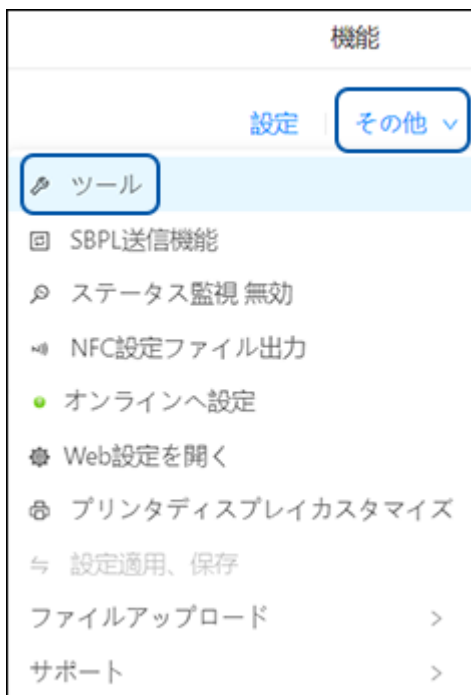 機能
設定 その他
ツール
SBPL送信機能
ステータス監視 無効
NFC設定ファイル出力
オンラインへ設定
Web設定を開く
プリンタディスプレイカスタマイズ
設定適用、保存
ファイルアップロード
サポート